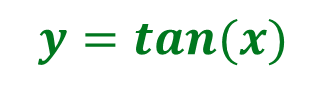 y = tan(x)